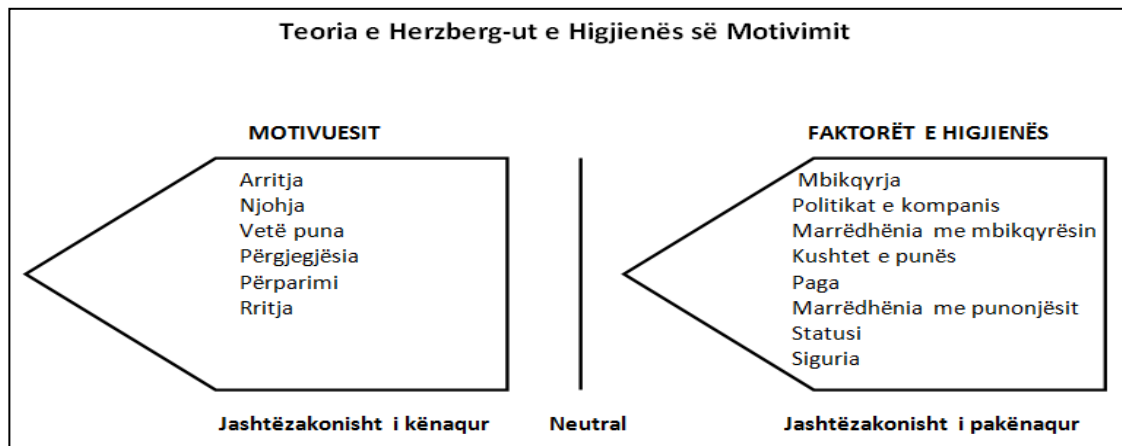 Teoria e Herzberg-ut e Higjienës së Motivimit
MOTIVUESIT
Arritja
Njohja
Vetë puna
Përgjegjësia
Përparimi
Rritja
Jashtëzakonisht i kënaqur
Neutral
FAKTORËT E HIGJIENËS
Mbikqyrja
Politikat e kompanis
Marrëdhënia me mbikqyrësin
Kushtet e punës
Paga
Marrëdhënia me punonjësit
Statusi
Siguria
Jashtëzakonisht i pakënaqur